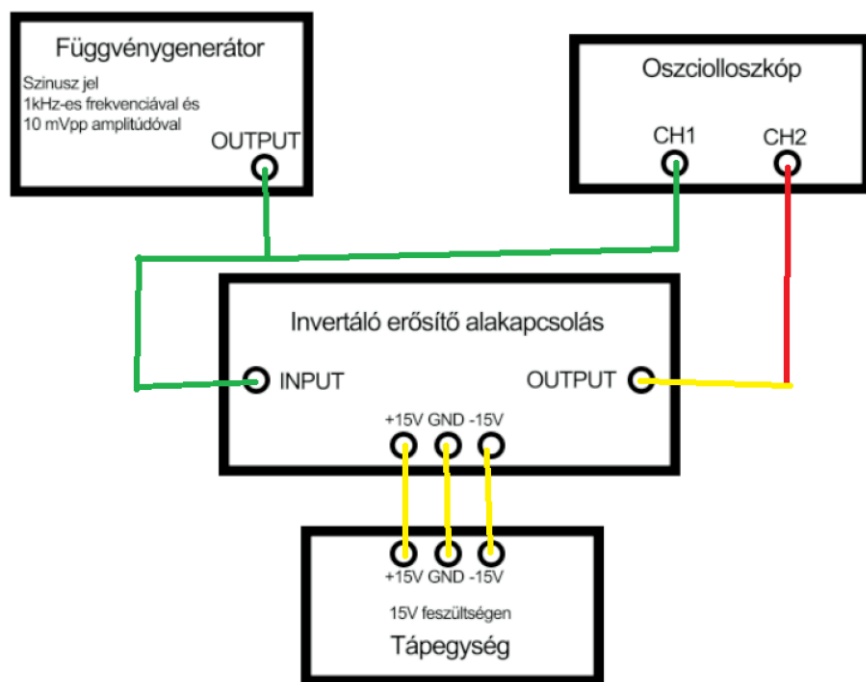 Függvénygenerátor
Szinusz jel
1kHz-es frekvenciával és
10 mVpp amplitúdóval
OUTPUT
Oszciolloszkóp
CH1 CH2
Invertáló erősítő alakapcsolás
INPUT OUTPUT
+15V GND -15V
+15V GND -15V
15V feszültségen
Tápegység